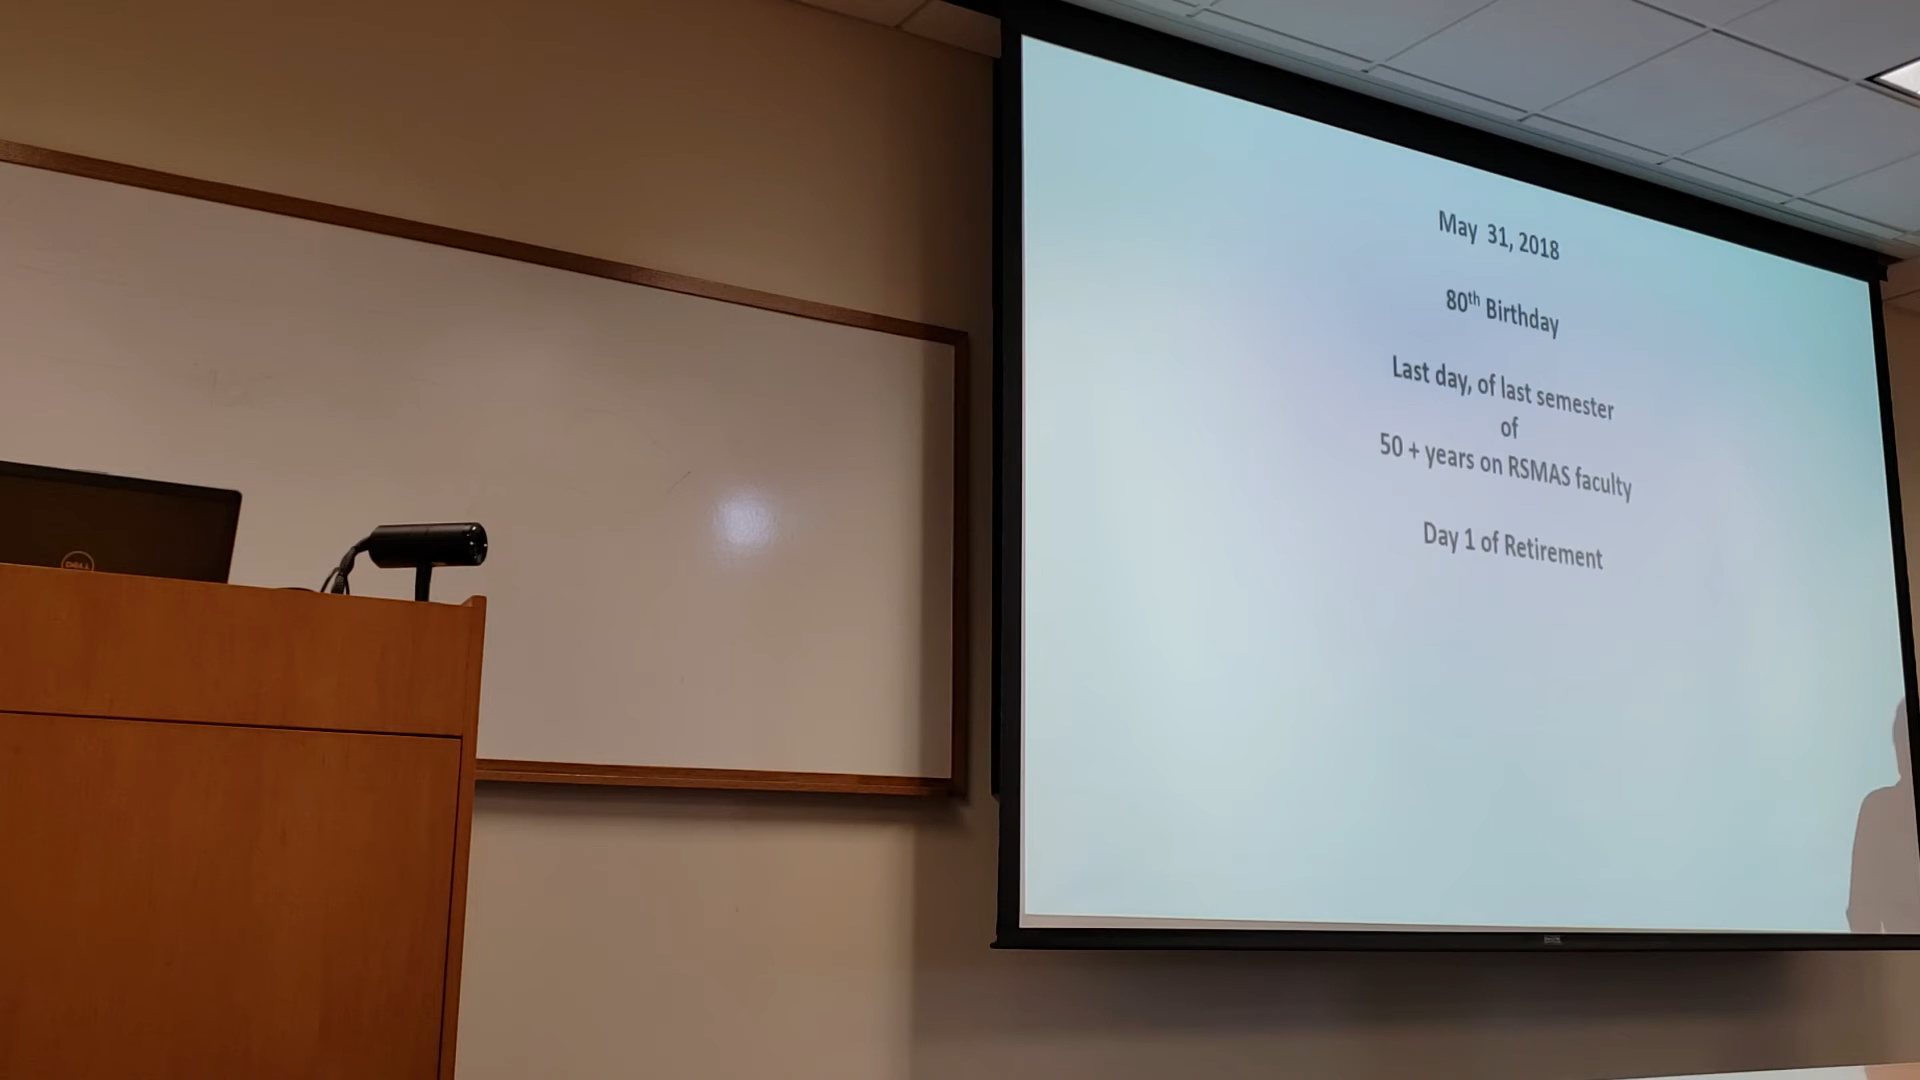 May 31, 2018
80th Birthday
Last day, of last semester
of
50 + years on RSMAS faculty
Day 1 of Retirement
DELL